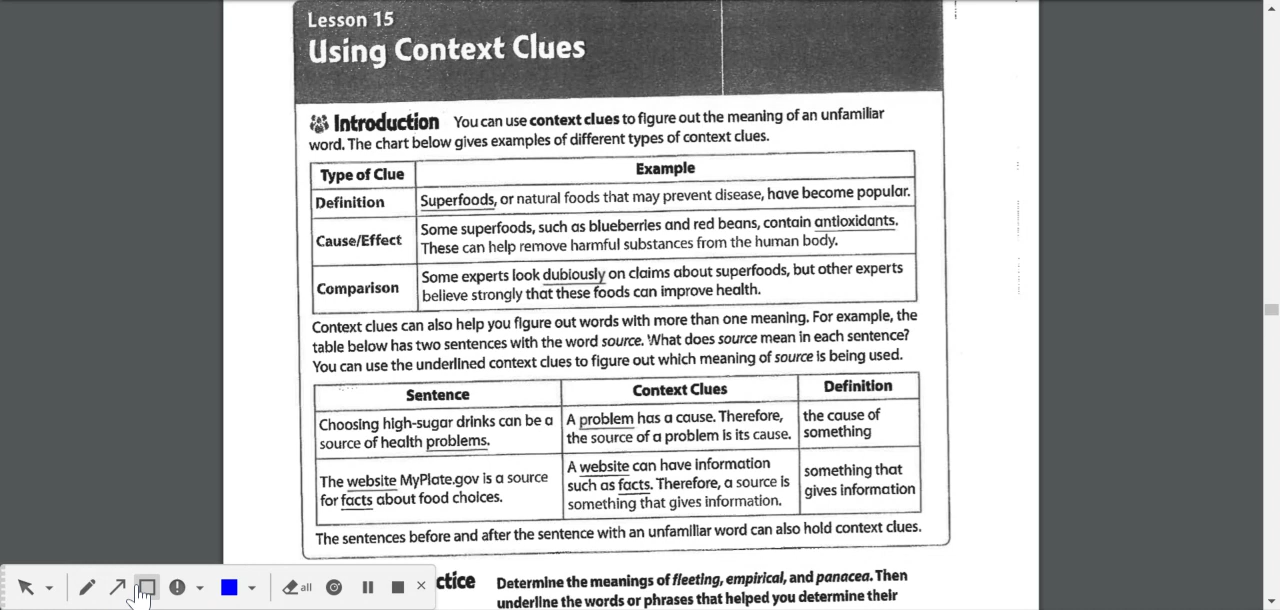 Lesson 15
Using Context Clues
Introduction You can use context clues to figure out the meaning of an unfamiliar
word. The chart below gives examples of different types of context clues.
Type of Clue Example
Definition Superfoods, or natural foods that may prevent disease, have become popular.
Cause/Effect Some superfoods, such as blueberries and red beans, contain antioxidants.
These can help remove harmful substances from the human body.
Comparison Some experts look dubiously on claims about superfoods, but other experts
believe strongly that these foods can improve health.
Context clues can also help you figure out words with more than one meaning. For example, the
table below has two sentences with the word source. What does source mean in each sentence?
You can use the underlined context clues to figure out which meaning of source is being used.
Sentence Context Clues Definition
Choosing high-sugar drinks can be a
source of health problems.
A problem has a cause. Therefore,
the source of a problem is its cause.
the cause of
something
The website MyPlate.gov is a source
for facts about food choices.
A website can have information
such as facts. Therefore, a source is
something that gives information.
something that
gives information
The sentences before and after the sentence with an unfamiliar word can also hold context clues.
ctice Determine the meanings of fleeting, empirical, and panacea. Then
underline the words or phrases that helped you determine their
all